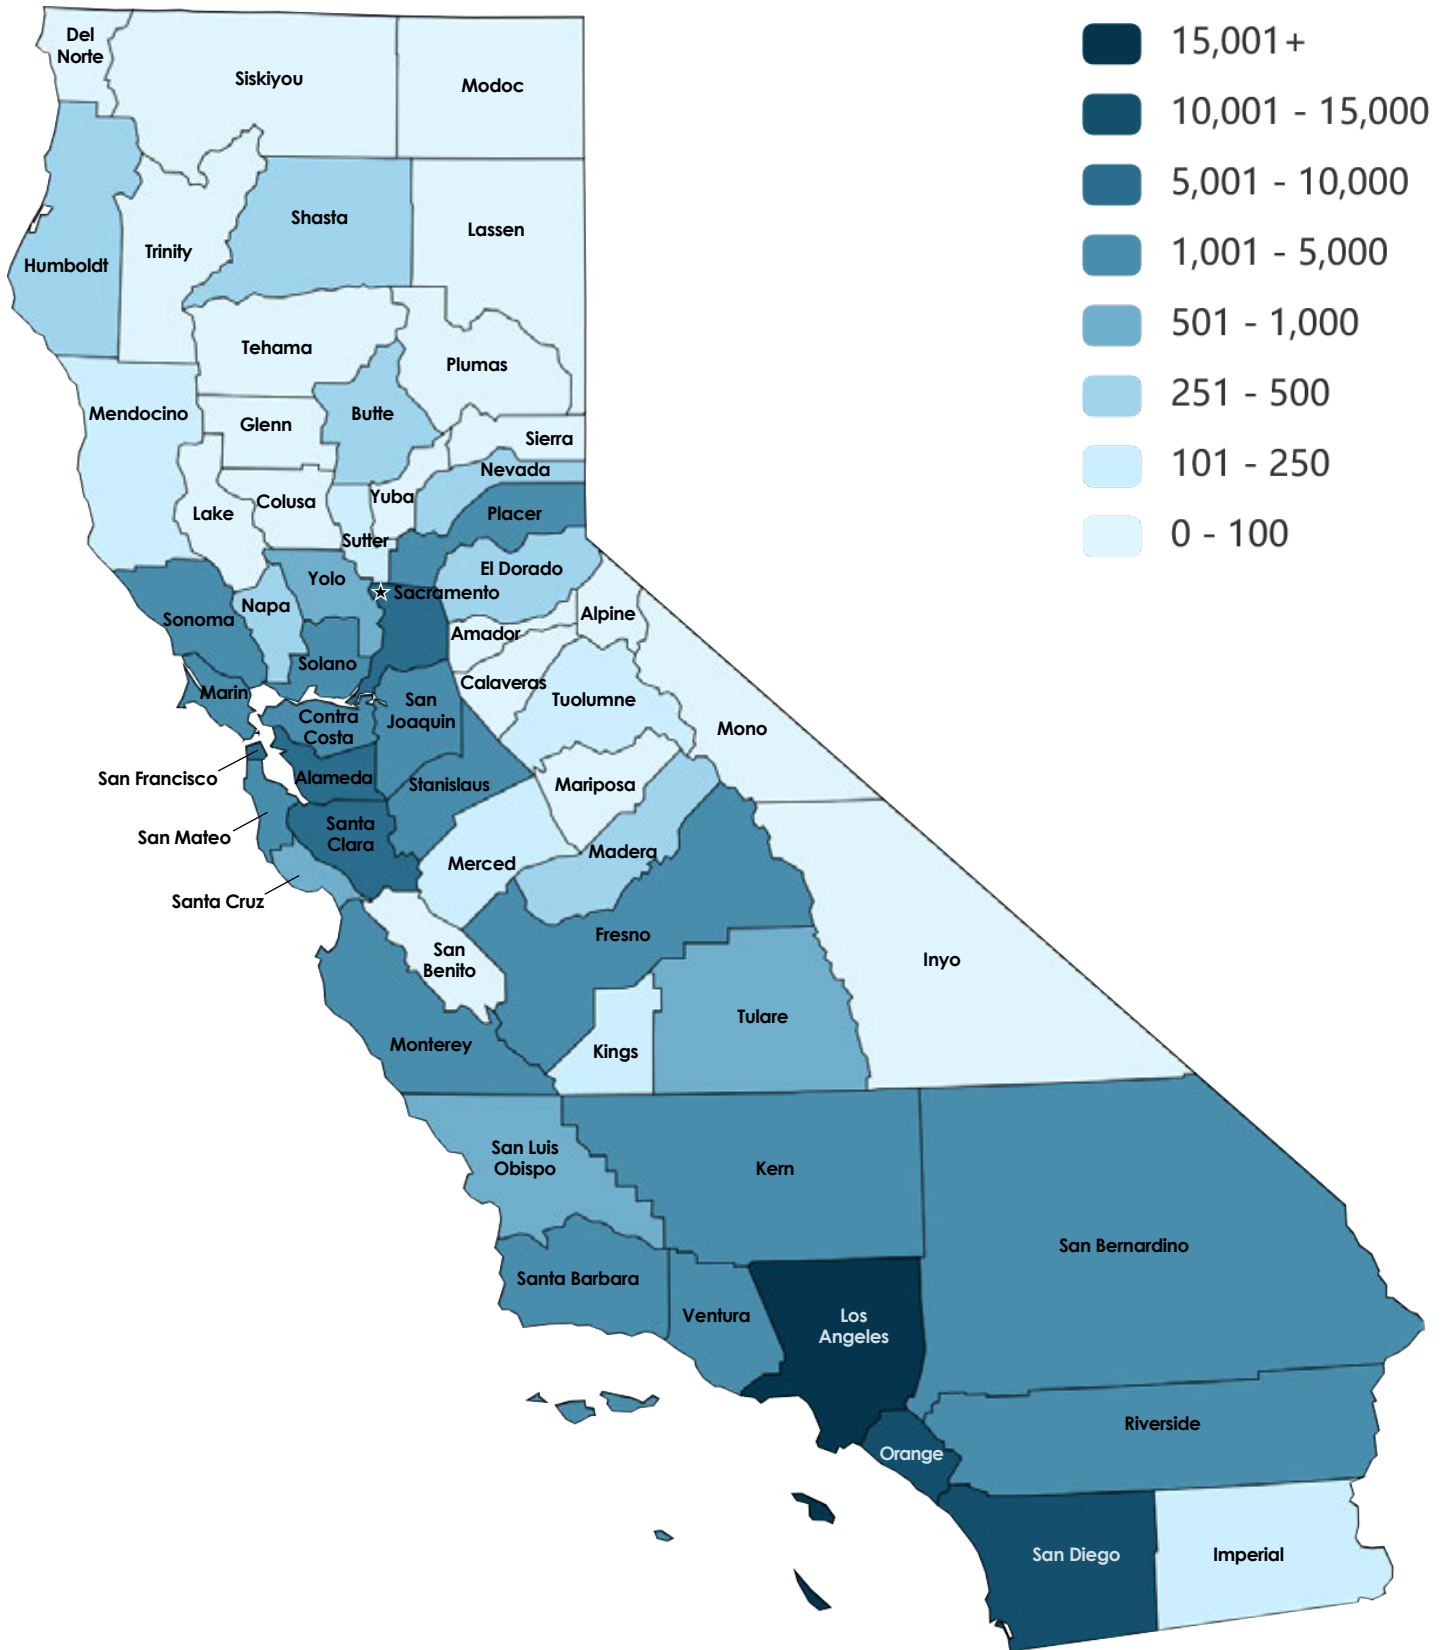 15,001+
10,001 - 15,000
5,001 - 10,000
1,001 - 5,000
501 - 1,000
251 - 500
101 - 250
0 - 100
Del
Norte
Siskiyou
Modoc
Shasta
Lassen
Trinity
Humboldt
Tehama
Plumas
Mendocino
Butte
Glenn
Sierra
Nevada
Yuba
Colusa
Lake
Placer
Sutter
El Dorado
Yolo
Sacramento
Napa
Sonoma
Alpine
Amador
Solano
Calaveras
Marin
San
Joaquin
Tuolumne
Contra
Costa
Mono
San Francisco
Alameda
Stanislaus
Mariposa
San Mateo
Santa
Clara
Merced
Madera
Santa Cruz
Fresno
San
Benito
Inyo
Tulare
Monterey
Kings
San Luis
Obispo
Kern
San Bernardino
Santa Barbara
Ventura
Los
Angeles
Riverside
Orange
San Diego
Imperial